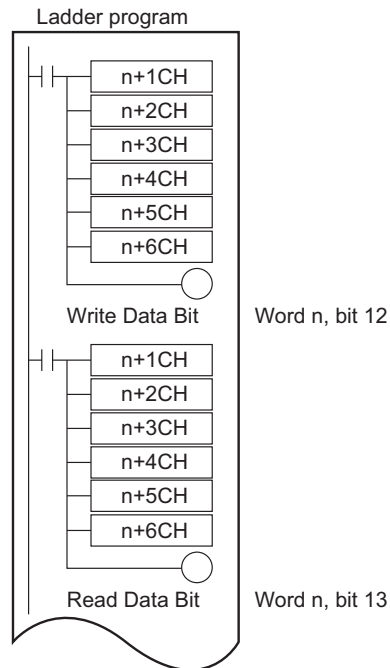 Ladder program
n+1CH
n+2CH
n+3CH
n+4CH
n+5CH
n+6CH
Write Data Bit Word n, bit 12
n+1CH
n+2CH
n+3CH
n+4CH
n+5CH
n+6CH
Read Data Bit Word n, bit 13